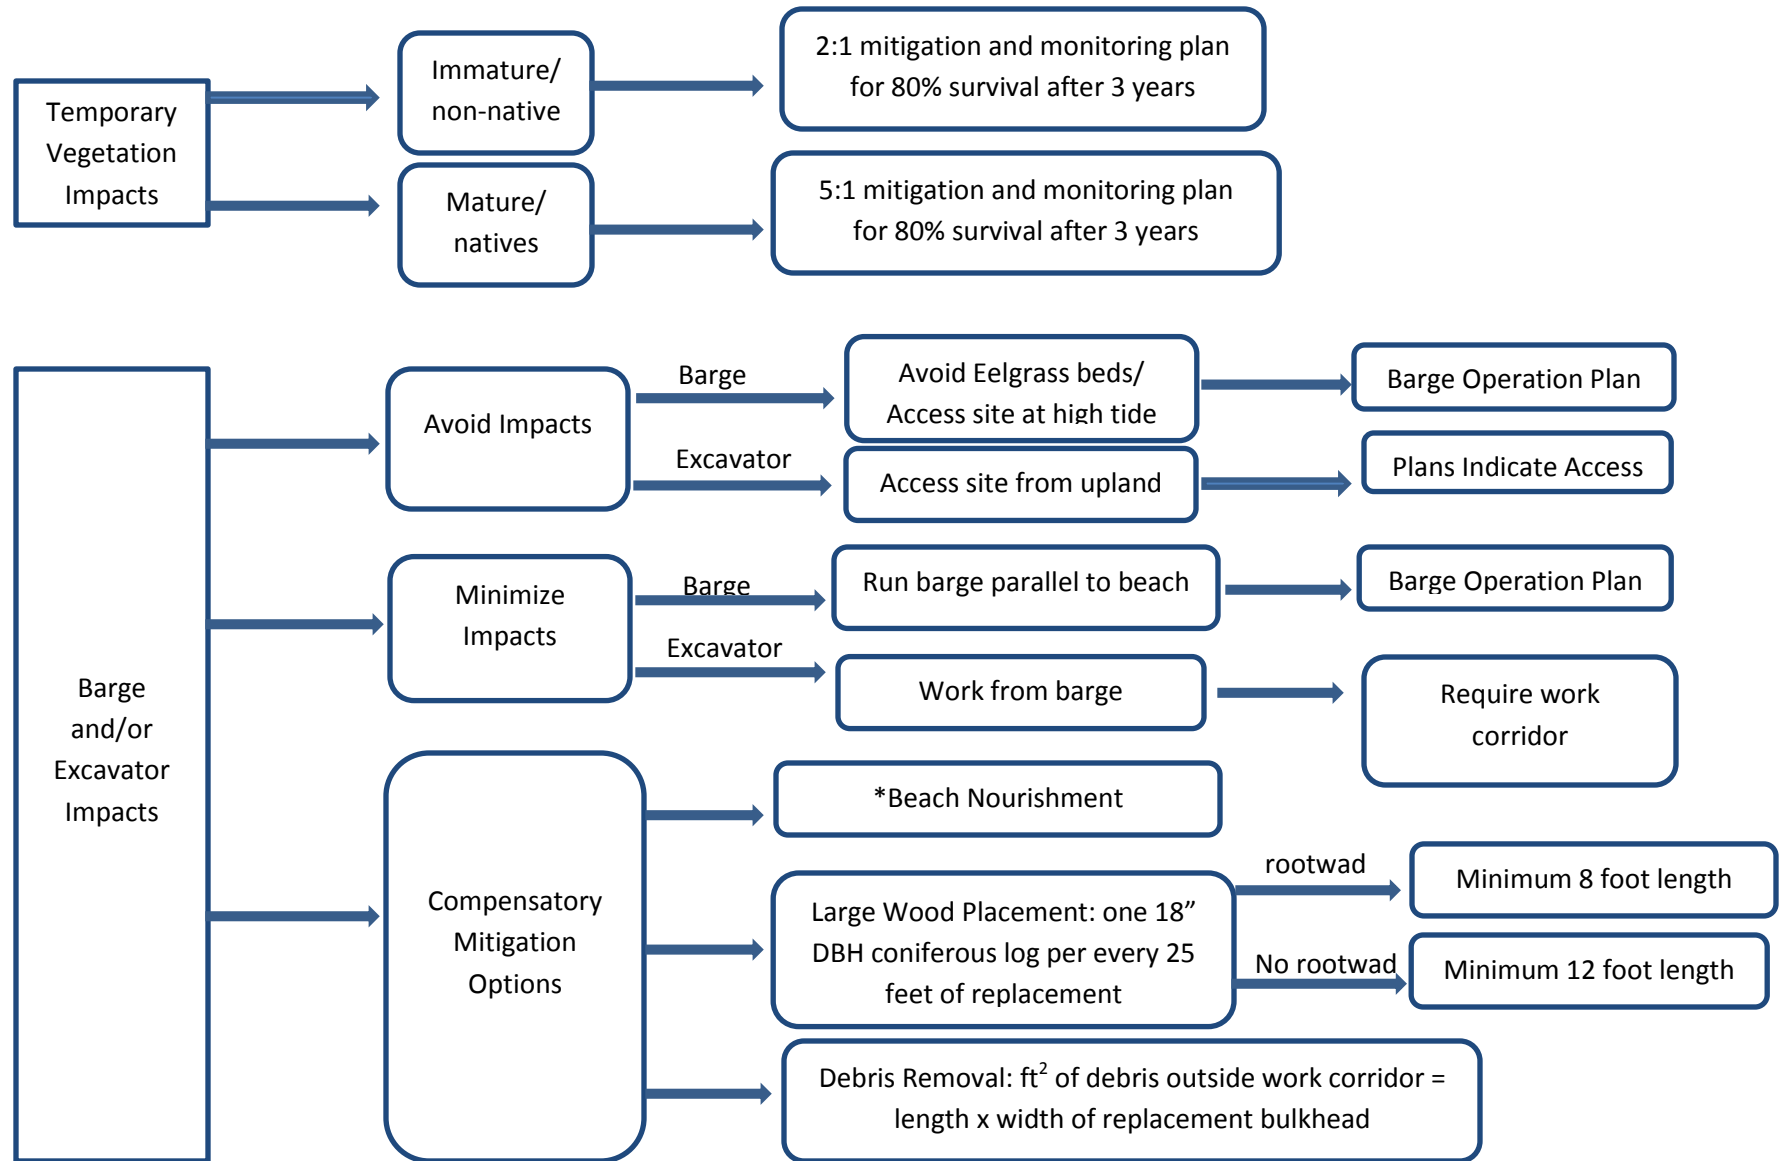 Temporary
Vegetation
Impacts
Immature/
non-native
2:1 mitigation and monitoring plan
for 80% survival after 3 years
Mature/
natives
5:1 mitigation and monitoring plan
for 80% survival after 3 years
Barge
and/or
Excavator
Impacts
Avoid Impacts
Barge
Avoid Eelgrass beds/
Access site at high tide
Barge Operation Plan
Excavator
Access site from upland
Plans Indicate Access
Minimize
Impacts
Barge
Run barge parallel to beach
Barge Operation Plan
Excavator
Work from barge
Require work
corridor
Compensatory
Mitigation
Options
*Beach Nourishment
Large Wood Placement: one 18”
DBH coniferous log per every 25
feet of replacement
rootwad
Minimum 8 foot length
No rootwad
Minimum 12 foot length
Debris Removal: ft² of debris outside work corridor =
length x width of replacement bulkhead